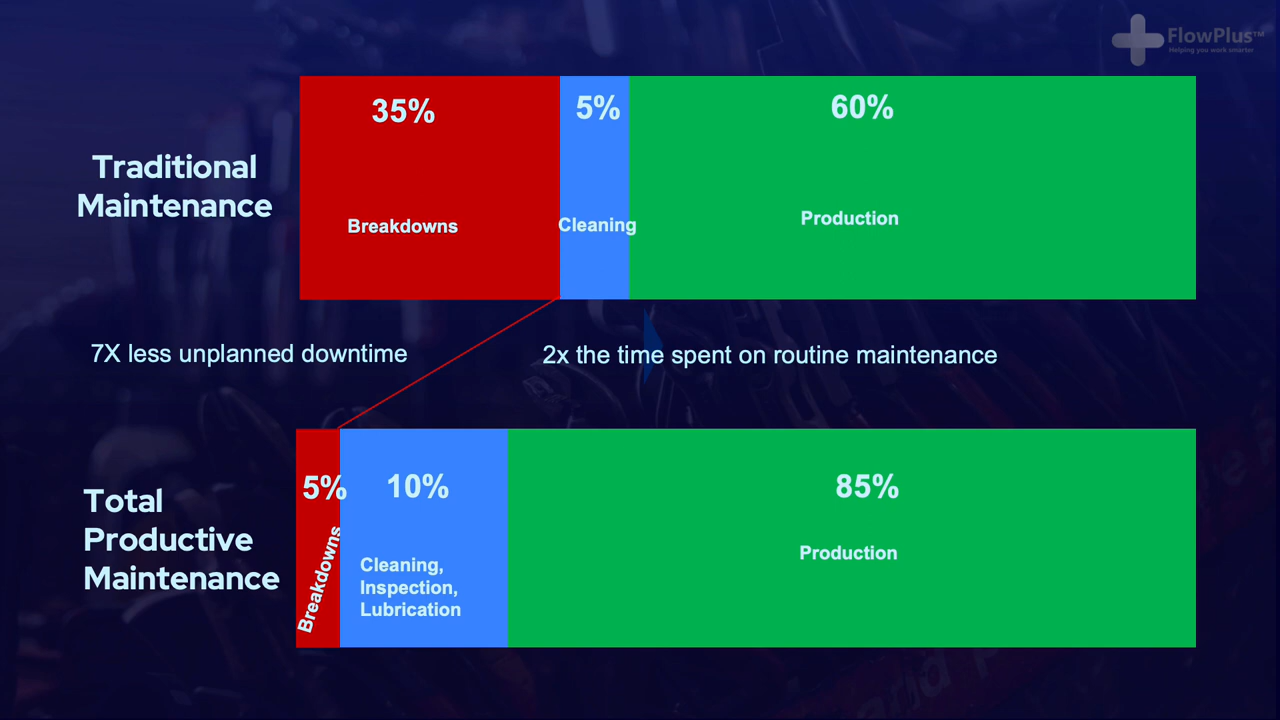 FlowPlus™
Helping you work smarter
35%
5%
60%
Traditional
Maintenance
Breakdowns
Cleaning
Production
7X less unplanned downtime
2x the time spent on routine maintenance
5%
10%
85%
Total
Productive
Maintenance
Breakdowns
Cleaning,
Inspection,
Lubrication
Production